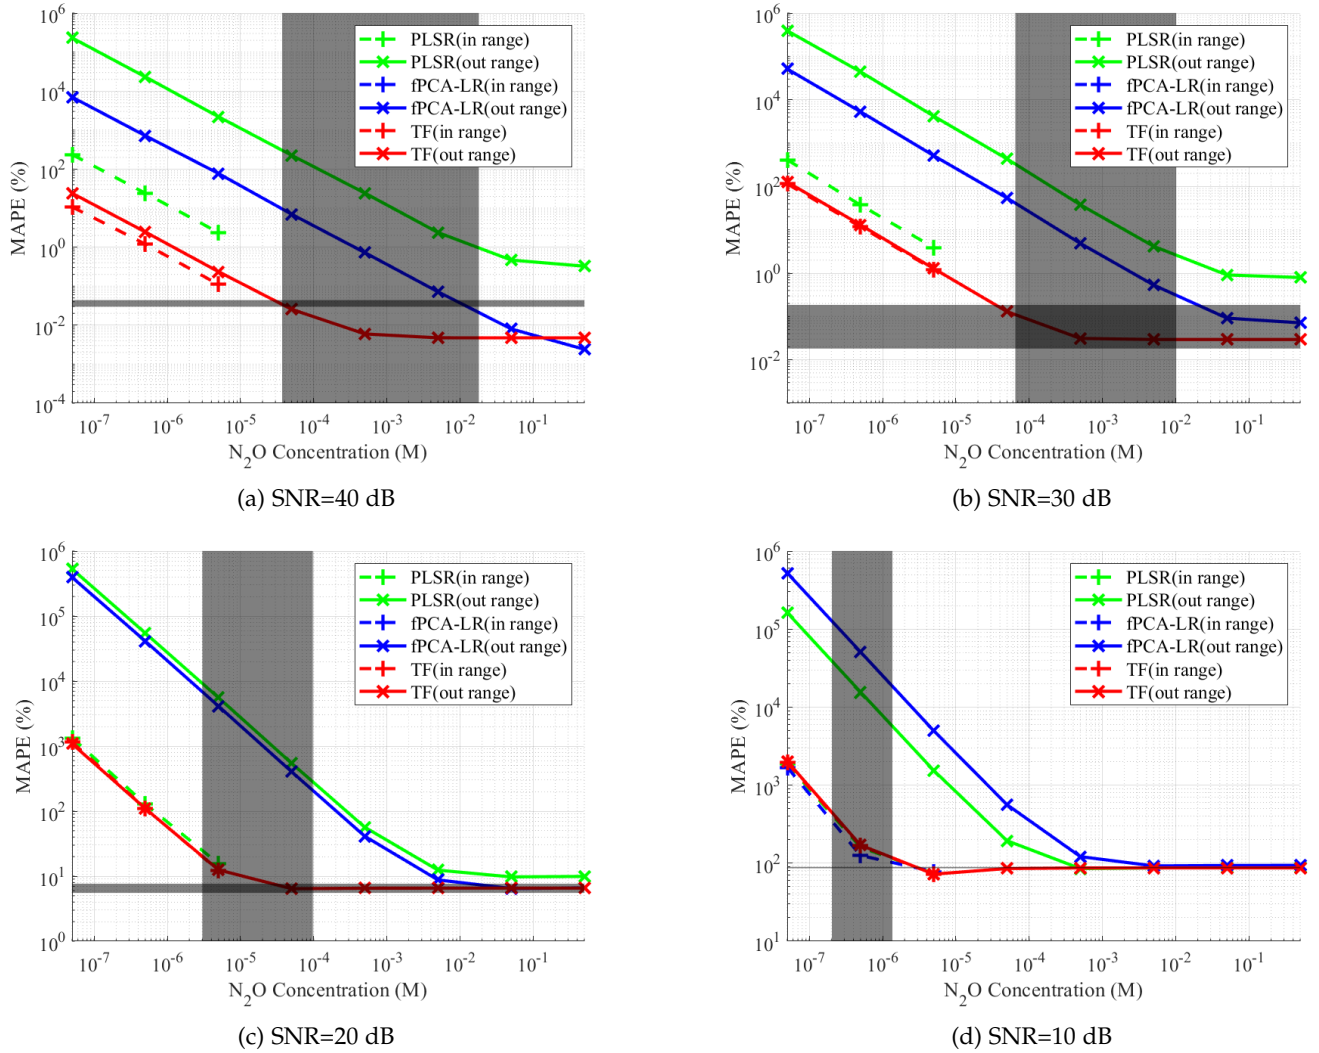 10^6
10^4
10^2
10^0
10^-2
10^-4
MAPE (%)
10^-7 10^-6 10^-5 10^-4 10^-3 10^-2 10^-1
N_2O Concentration (M)
PLSR(in range)
PLSR(out range)
fPCA-LR(in range)
fPCA-LR(out range)
TF(in range)
TF(out range)
(a) SNR=40 dB
10^6
10^4
10^2
10^0
10^-2
MAPE (%)
10^-7 10^-6 10^-5 10^-4 10^-3 10^-2 10^-1
N_2O Concentration (M)
PLSR(in range)
PLSR(out range)
fPCA-LR(in range)
fPCA-LR(out range)
TF(in range)
TF(out range)
(b) SNR=30 dB
10^6
10^5
10^4
10^3
10^2
10^1
10^0
MAPE (%)
10^-7 10^-6 10^-5 10^-4 10^-3 10^-2 10^-1
N_2O Concentration (M)
PLSR(in range)
PLSR(out range)
fPCA-LR(in range)
fPCA-LR(out range)
TF(in range)
TF(out range)
(c) SNR=20 dB
10^6
10^5
10^4
10^3
10^2
10^1
MAPE (%)
10^-7 10^-6 10^-5 10^-4 10^-3 10^-2 10^-1
N_2O Concentration (M)
PLSR(in range)
PLSR(out range)
fPCA-LR(in range)
fPCA-LR(out range)
TF(in range)
TF(out range)
(d) SNR=10 dB